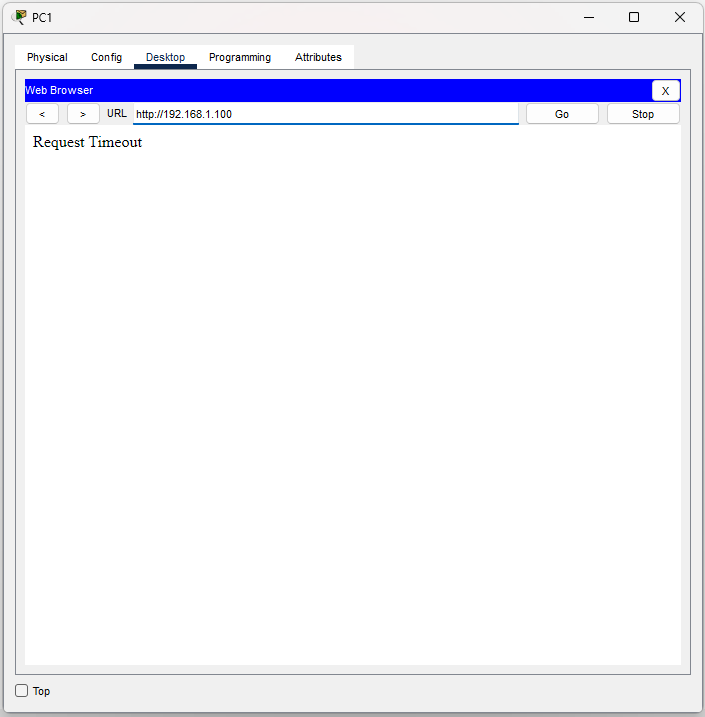 PC1
Physical Config Desktop Programming Attributes
Web Browser X
< > URL http://192.168.1.100 Go Stop
Request Timeout
Top